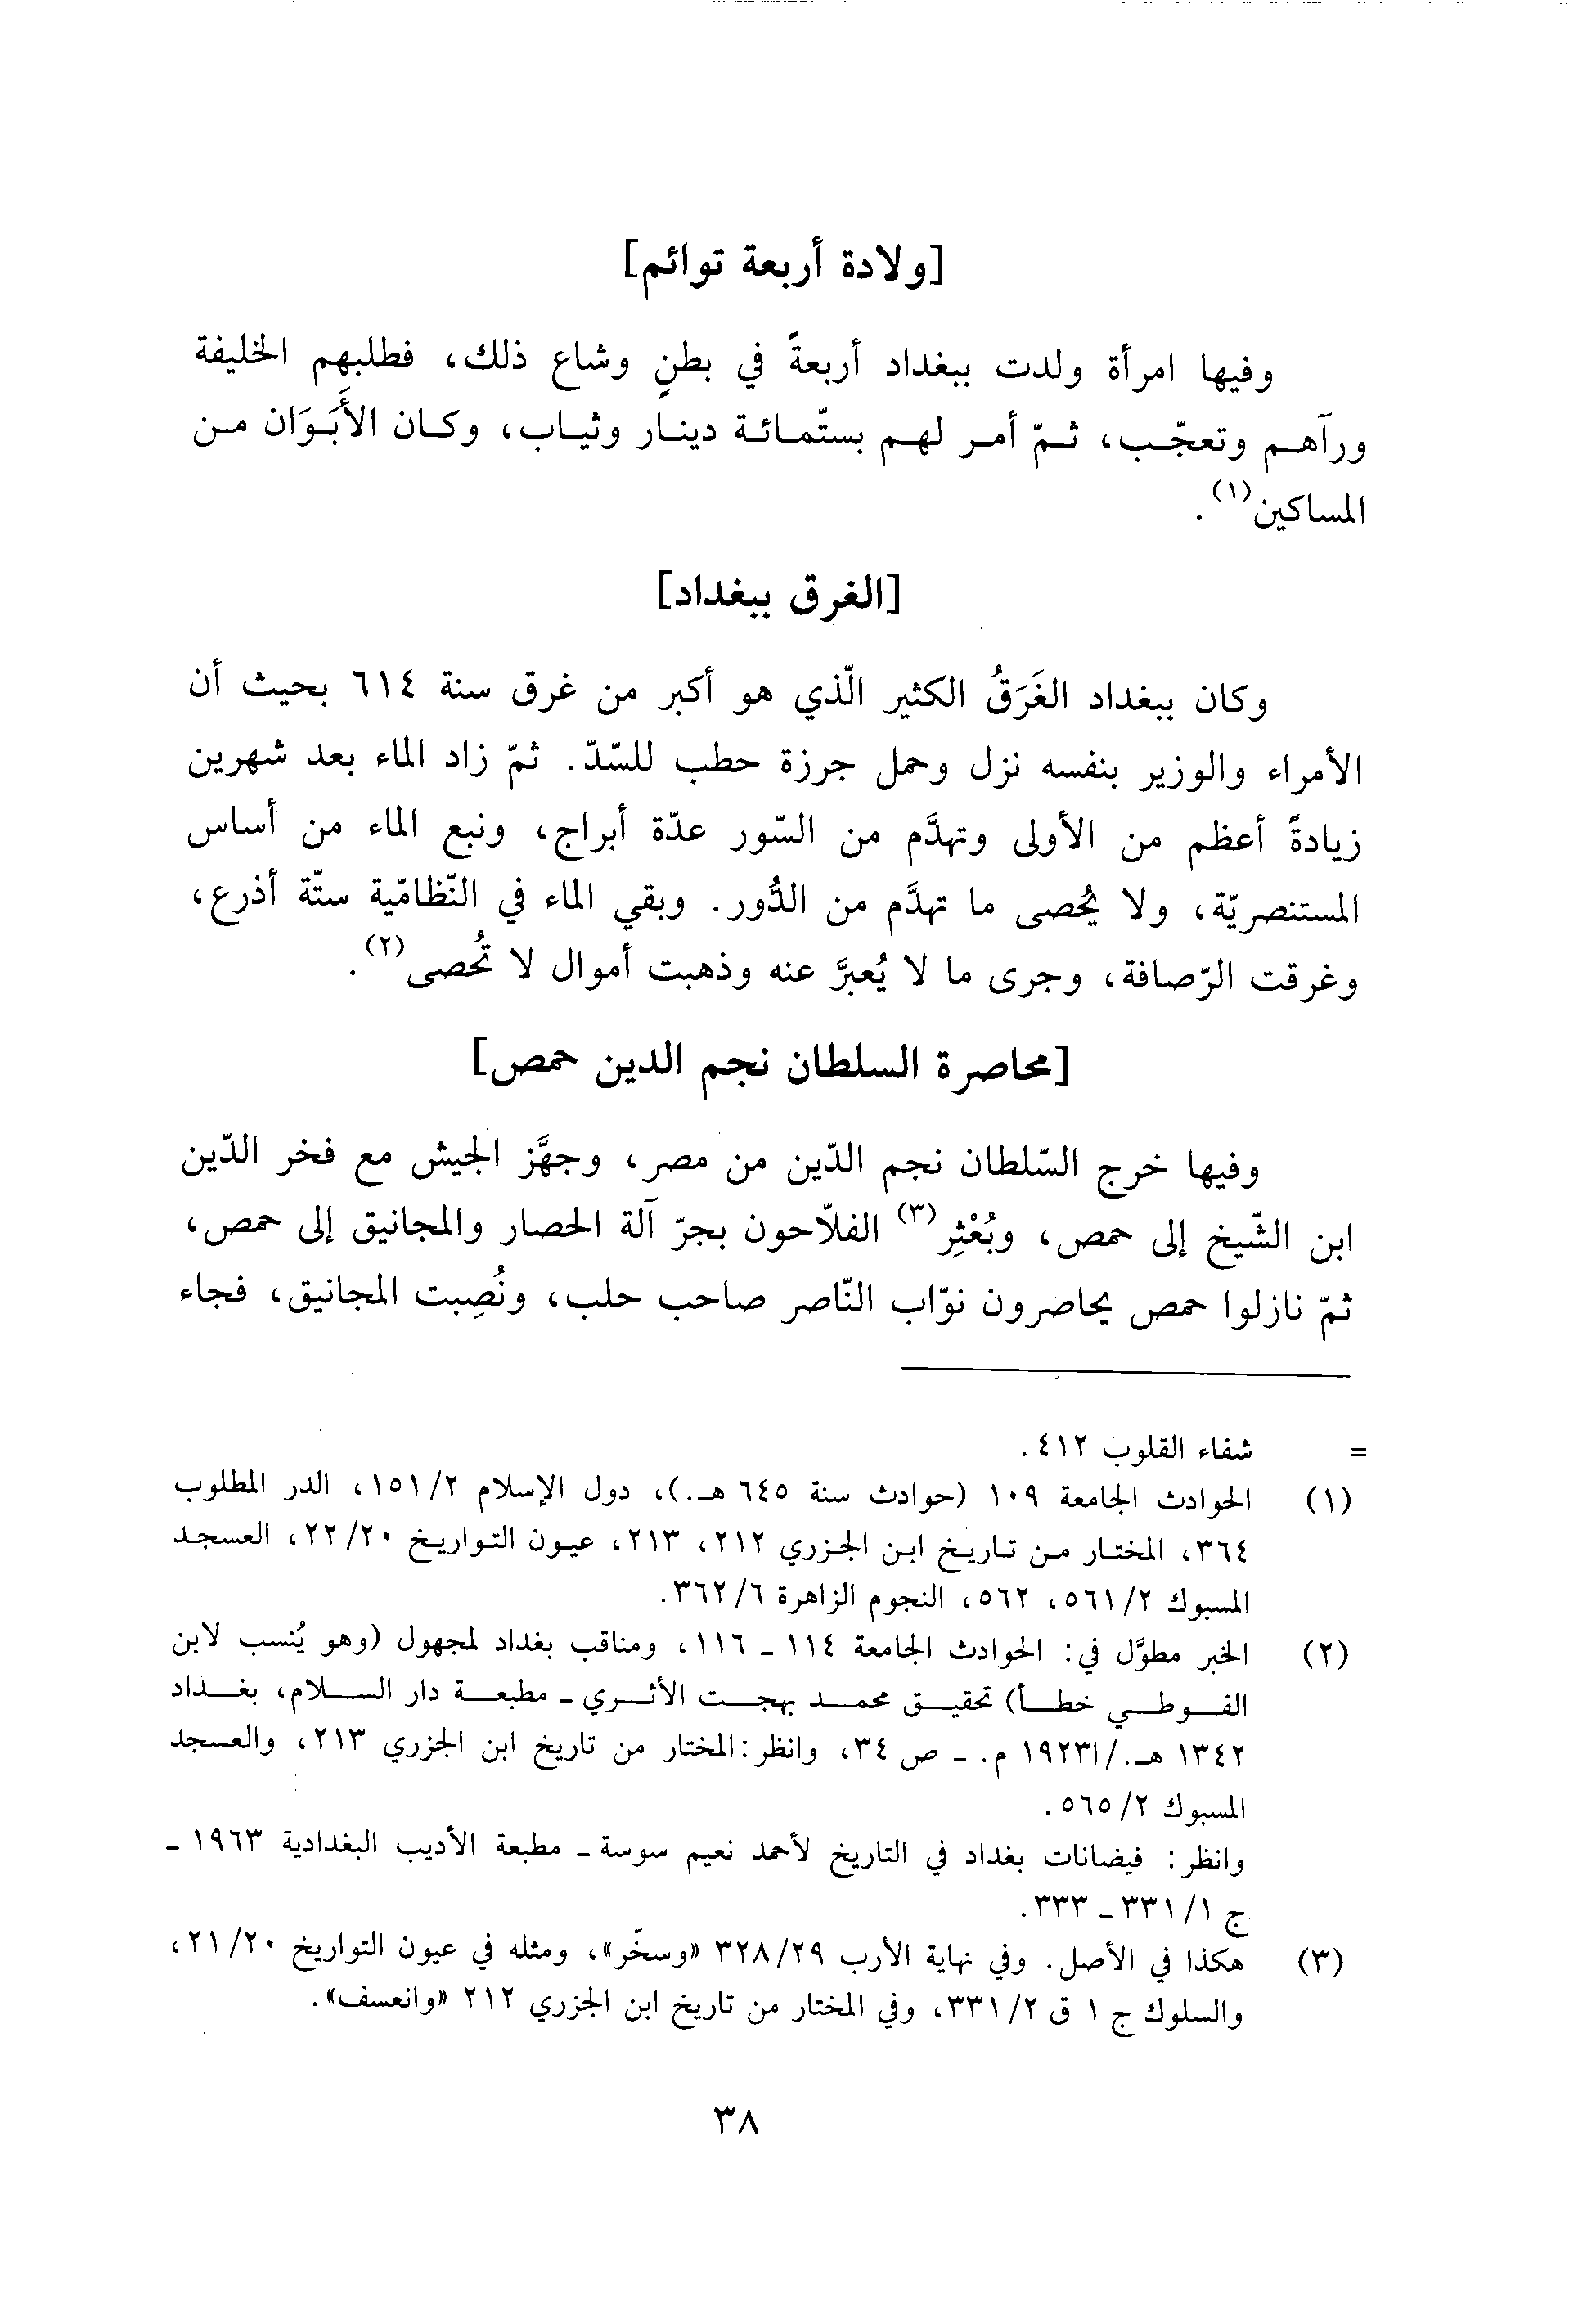 [ولادة أربعة توائم]
وفيها امرأة ولدت ببغداد أربعةً في بطنٍ وشاع ذلك، فطلبهم الخليفة
ورآهم وتعجّب، ثمّ أمر لهم بستّمائة دينار وثياب، وكان الأَبَوَان من
المساكين(١).
[الغرق ببغداد]
وكان ببغداد الغَرَقُ الكثير الّذي هو أكبر من غرق سنة ٦١٤ بحيث أن
الأمراء والوزير بنفسه نزل وحمل جرزة حطب للسّدّ. ثمّ زاد الماء بعد شهرين
زيادةً أعظم من الأولى وتهدَّم من السّور عدّة أبراج، ونبع الماء من أساس
المستنصريّة، ولا يُحصى ما تهدَّم من الدُّور. وبقي الماء في النّظاميّة ستّة أذرع،
وغرقت الرّصافة، وجرى ما لا يُعبَّر عنه وذهبت أموال لا تُحصى(٢).
[محاصرة السلطان نجم الدين حمص]
وفيها خرج السّلطان نجم الدّين من مصر، وجهَّز الجيش مع فخر الدّين
ابن الشّيخ إلى حمص، وبُعْثِر(٣) الفلاّحون بجرّ آلة الحصار والمجانيق إلى حمص،
ثمّ نازلوا حمص يحاصرون نوّاب النّاصر صاحب حلب، ونُصِبت المجانيق، فجاء
= شفاء القلوب ٤١٢.
(١) الحوادث الجامعة ١٠٩ (حوادث سنة ٦٤٥ هـ.)، دول الإسلام ١٥١/٢، الدر المطلوب
٣٦٤، المختار من تاريخ ابن الجزري ٢١٢، ٢١٣، عيون التواريخ ٢٢/٢٠، العسجد
المسبوك ٥٦١/٢، ٥٦٢، النجوم الزاهرة ٣٦٢/٦.
(٢) الخبر مطوَّل في: الحوادث الجامعة ١١٤ ـ ١١٦، ومناقب بغداد لمجهول (وهو يُنسب لابن
الفوطي خطأ) تحقيق محمد بهجت الأثري ـ مطبعة دار السلام، بغداد
١٣٤٢ هـ./١٩٢٣١ م. ـ ص ٣٤، وانظر: المختار من تاريخ ابن الجزري ٢١٣، والعسجد
المسبوك ٥٦٥/٢.
وانظر: فيضانات بغداد في التاريخ لأحمد نعيم سوسة ـ مطبعة الأديب البغدادية ١٩٦٣ ـ
ج ٣٣١/١ ـ ٣٣٣.
(٣) هكذا في الأصل. وفي نهاية الأرب ٣٢٨/٢٩ «وسخّر»، ومثله في عيون التواريخ ٢١/٢٠،
والسلوك ج ١ ق ٣٣١/٢، وفي المختار من تاريخ ابن الجزري ٢١٢ «وانعسف».
٣٨